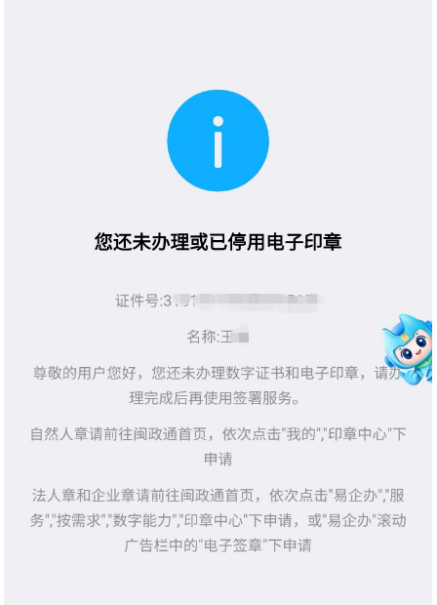 i
您还未办理或已停用电子印章
证件号:3
名称:王
尊敬的用户您好，您还未办理数字证书和电子印章，请办
理完成后再使用签署服务。
自然人章请前往闽政通首页，依次点击"我的","印章中心"下
申请
法人章和企业章请前往闽政通首页，依次点击"易企办","服
务","按需求","数字能力","印章中心"下申请，或"易企办"滚动
广告栏中的"电子签章"下申请